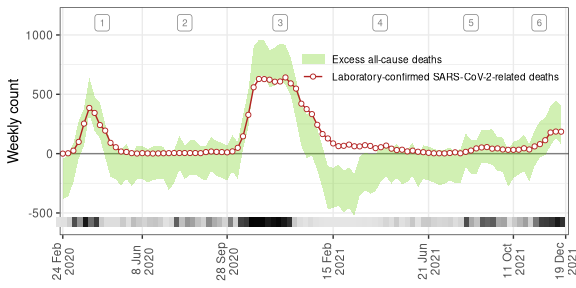 1 2 3 4 5 6
Weekly count
1000
500
0
-500
Excess all-cause deaths
Laboratory-confirmed SARS-CoV-2-related deaths
24 Feb
2020
8 Jun
2020
28 Sep
2020
15 Feb
2021
21 Jun
2021
11 Oct
2021
19 Dec
2021